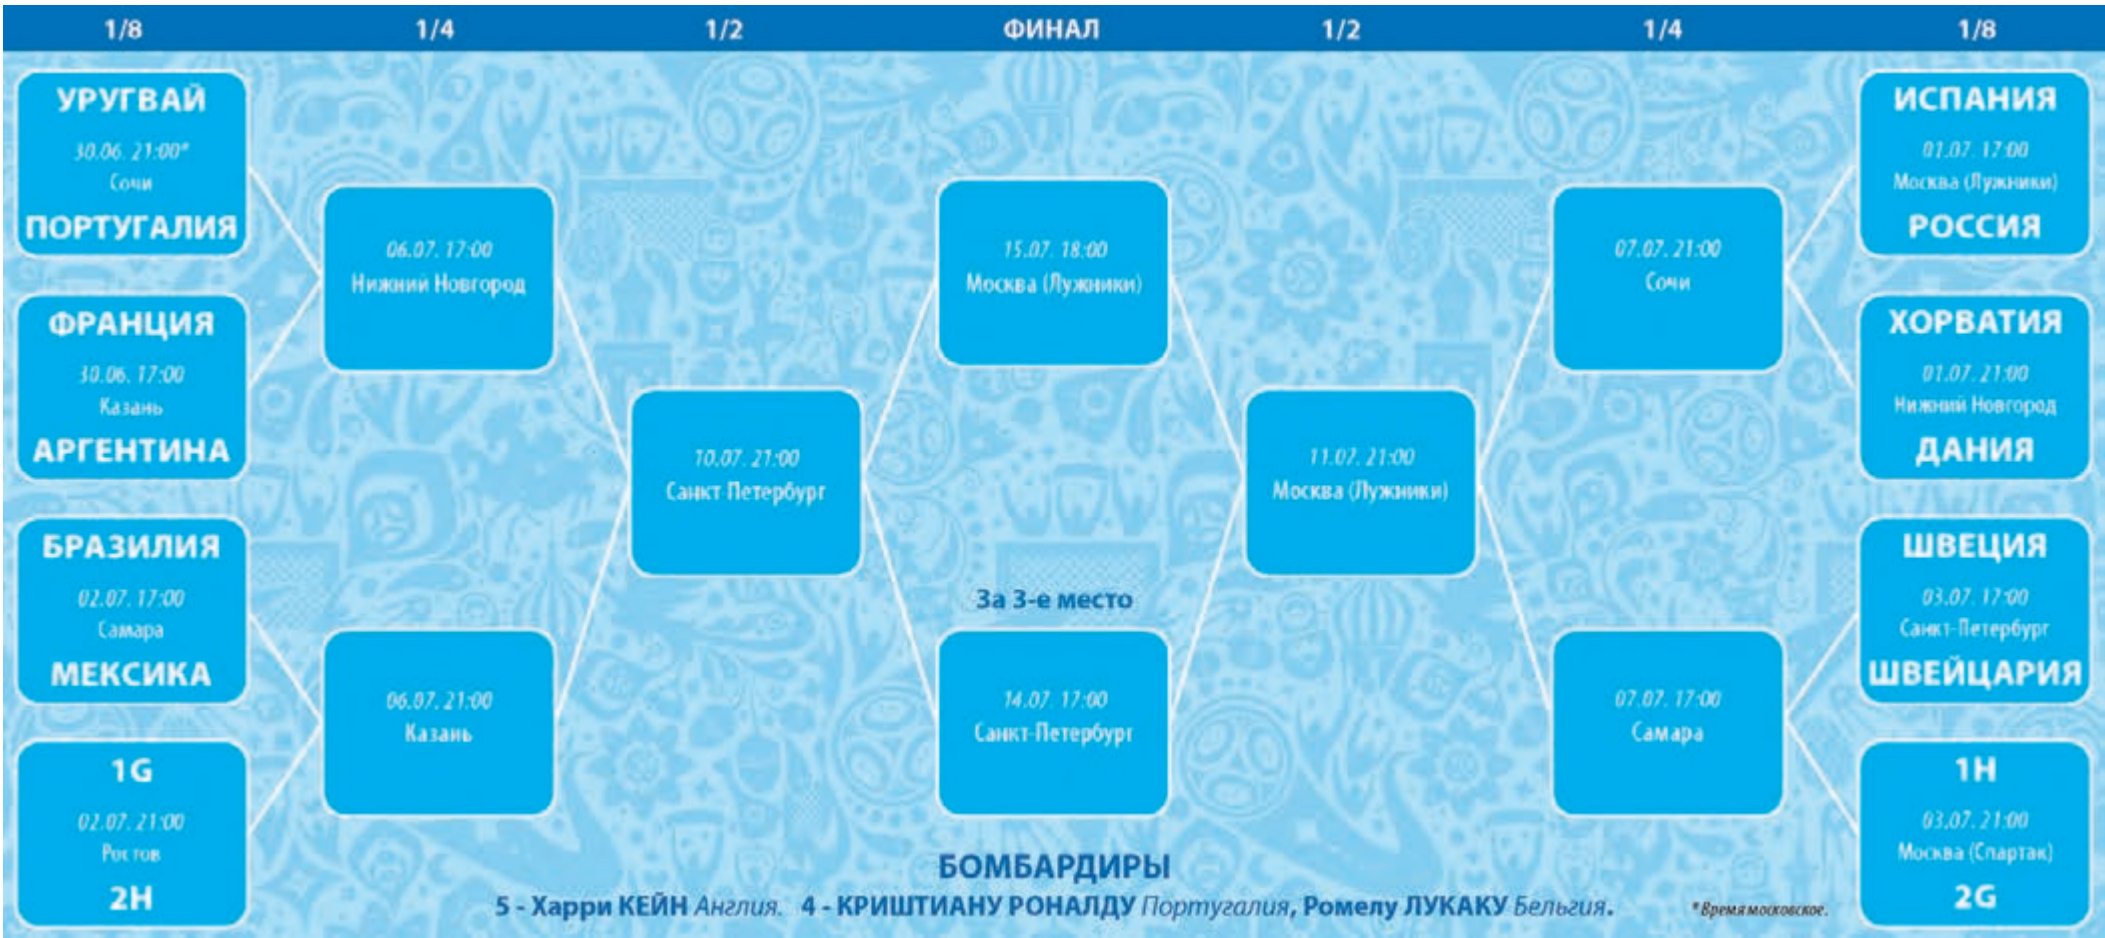 1/8 1/4 1/2 ФИНАЛ 1/2 1/4 1/8
УРУГВАЙ
30.06. 21:00*
Сочи
ПОРТУГАЛИЯ
ФРАНЦИЯ
30.06. 17:00
Казань
АРГЕНТИНА
БРАЗИЛИЯ
02.07. 17:00
Самара
МЕКСИКА
1G
02.07. 21:00
Ростов
2H
06.07. 17:00
Нижний Новгород
06.07. 21:00
Казань
10.07. 21:00
Санкт-Петербург
15.07. 18:00
Москва (Лужники)
За 3-е место
14.07. 17:00
Санкт-Петербург
11.07. 21:00
Москва (Лужники)
07.07. 21:00
Сочи
07.07. 17:00
Самара
ИСПАНИЯ
01.07. 17:00
Москва (Лужники)
РОССИЯ
ХОРВАТИЯ
01.07. 21:00
Нижний Новгород
ДАНИЯ
ШВЕЦИЯ
03.07. 17:00
Санкт-Петербург
ШВЕЙЦАРИЯ
1H
03.07. 21:00
Москва (Спартак)
2G
БОМБАРДИРЫ
5 - Харри КЕЙН Англия. 4 - КРИШТИАНУ РОНАЛДУ Португалия, Ромелу ЛУКАКУ Бельгия.
*Время московское.